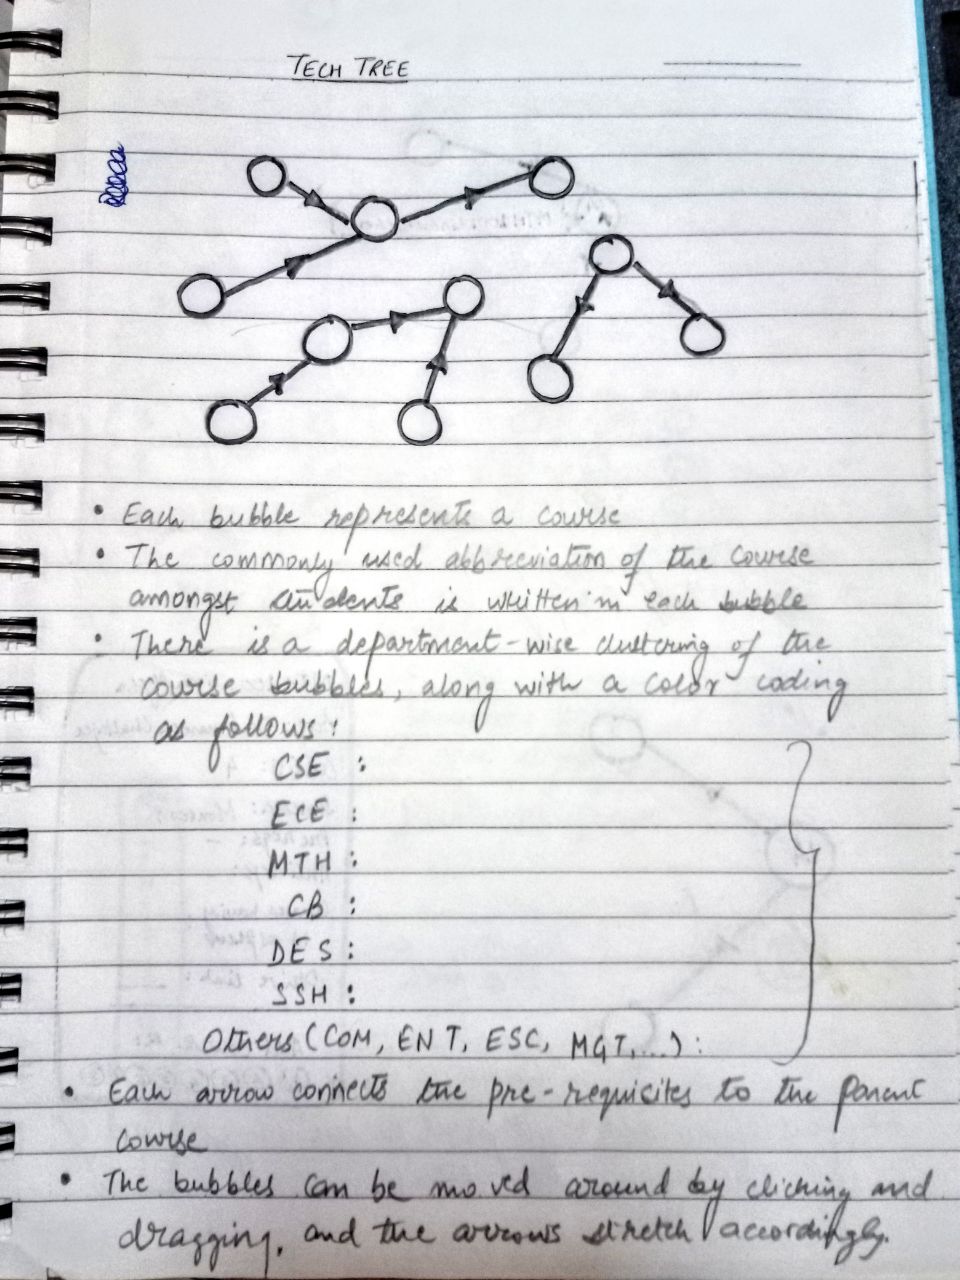 TECH TREE
• Each bubble represents a course
• The commonly used abbreviation of the course
amongst students is written in each bubble
• There is a department-wise clustering of the
course bubbles, along with a color coding
as follows:
CSE :
ECE :
MTH :
CB :
DES :
SSH :
Others (COM, ENT, ESC, MGT,...) :
• Each arrow connects the pre-requicites to the parent
course
• The bubbles can be moved around by clicking and
dragging, and the arrows stretch accordingly.